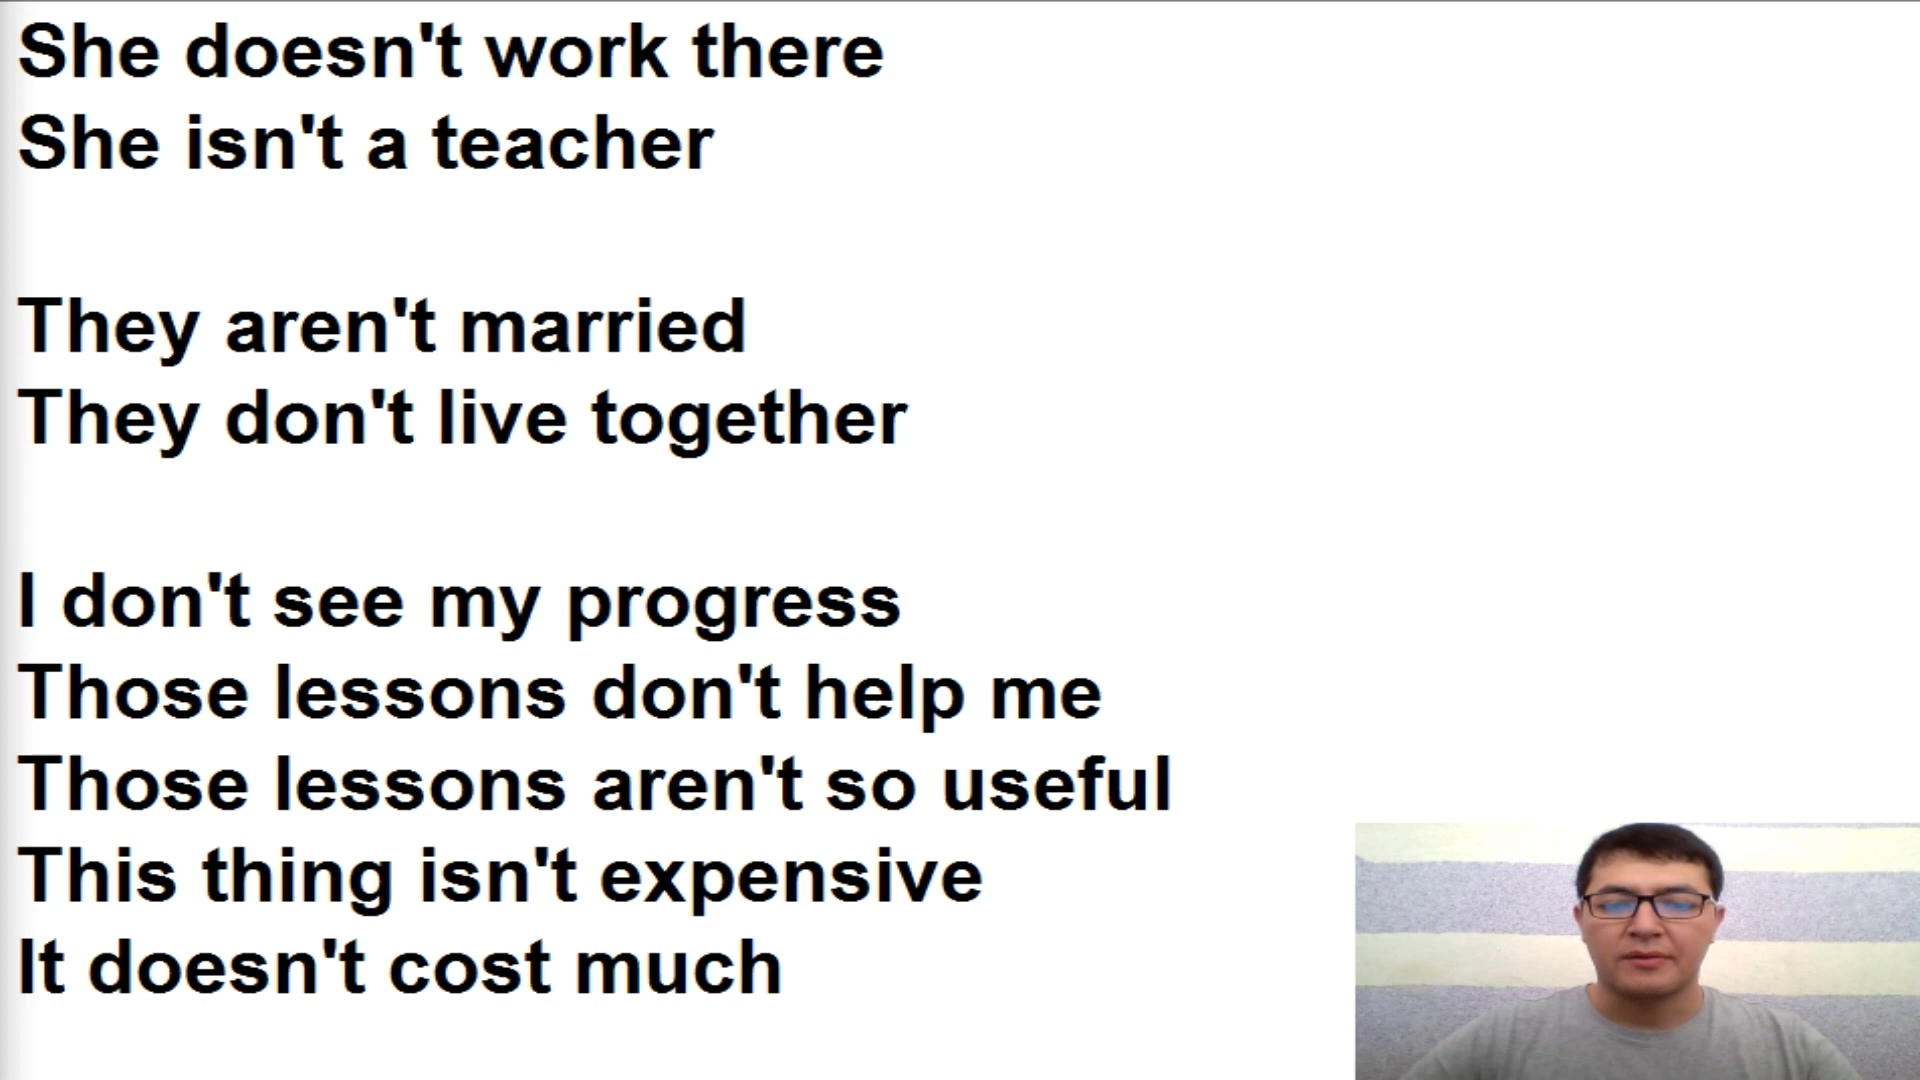 She doesn't work there
She isn't a teacher
They aren't married
They don't live together
I don't see my progress
Those lessons don't help me
Those lessons aren't so useful
This thing isn't expensive
It doesn't cost much